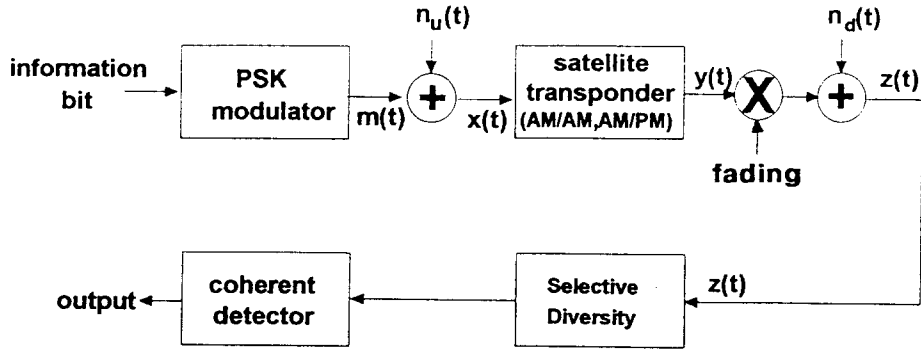 n_u(t)
n_d(t)
information
bit
PSK
modulator
m(t)
+
x(t)
satellite
transponder
(AM/AM,AM/PM)
y(t)
X
+
z(t)
fading
output
coherent
detector
Selective
Diversity
z(t)